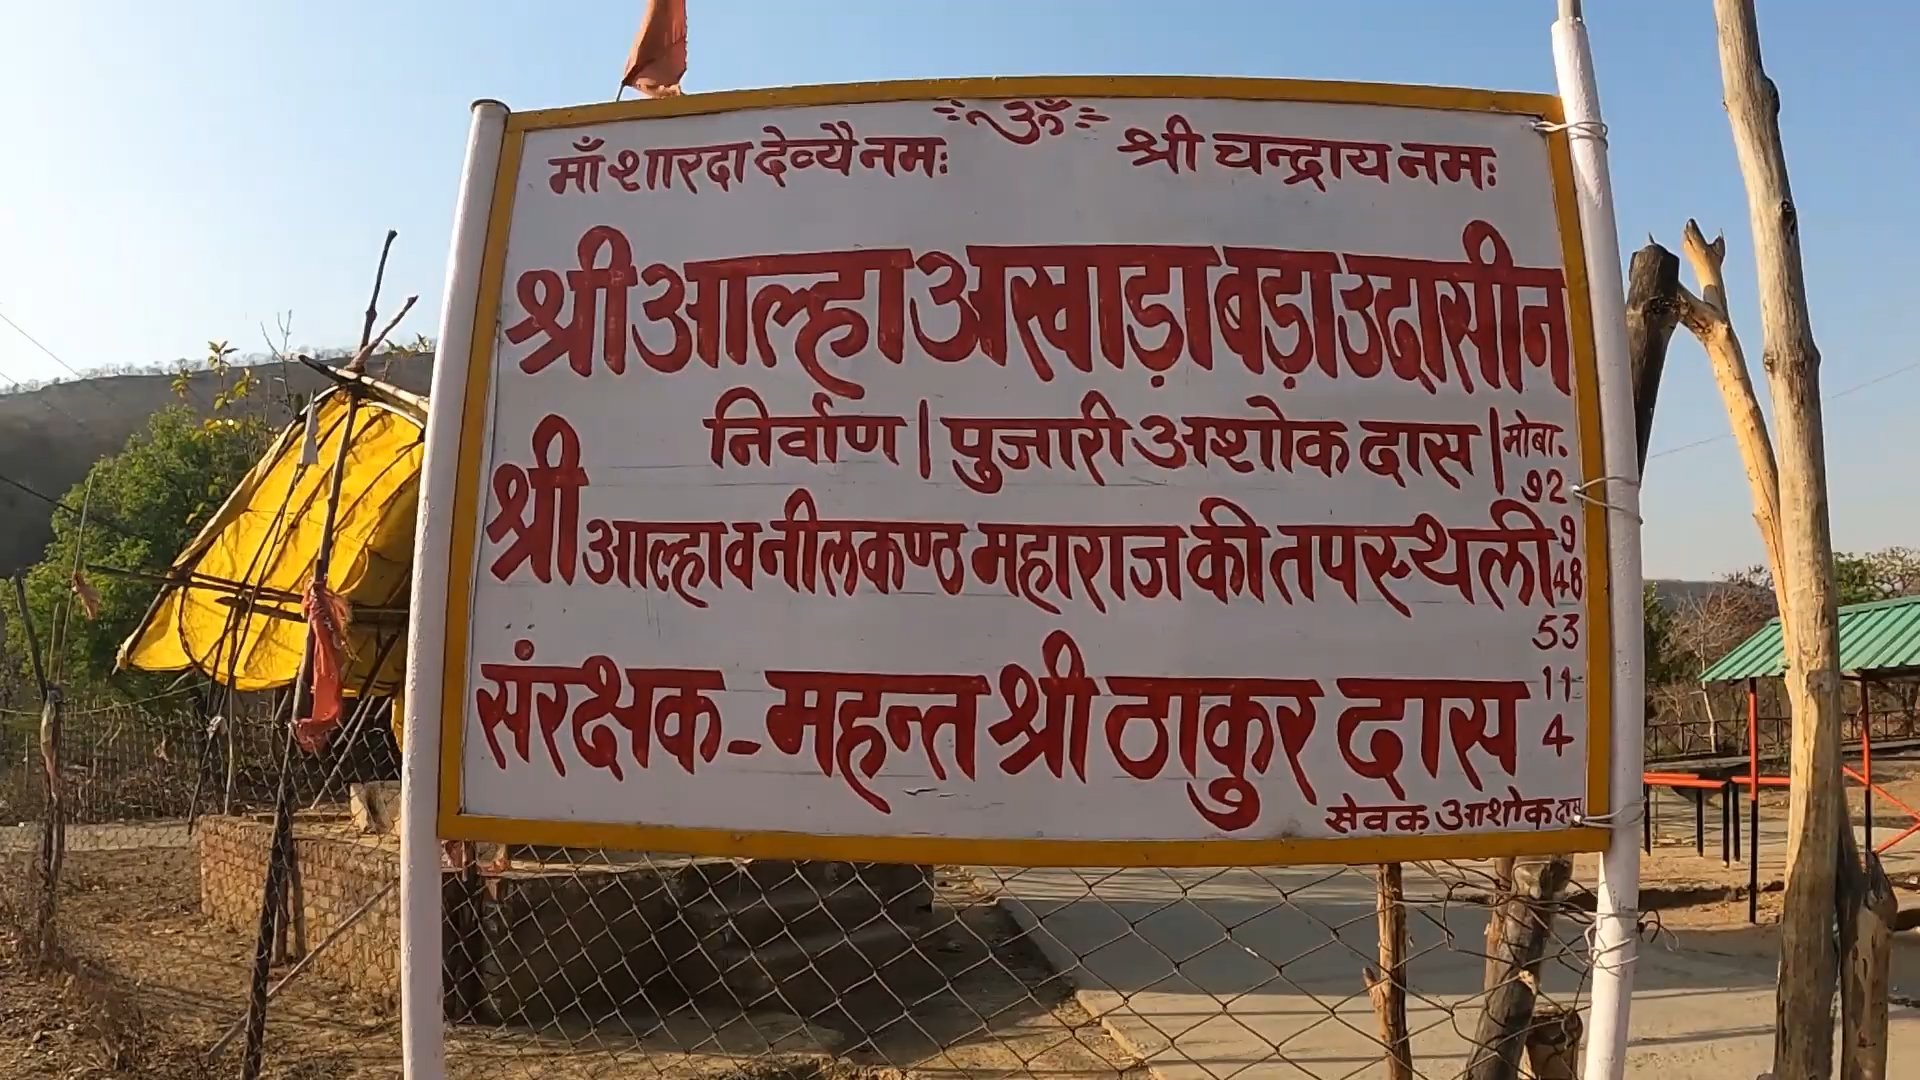 ॐ
माँ शारदा देव्यै नमः श्री चन्द्राय नमः
श्री आल्हा अखाड़ा बड़ा उदासीन
निर्वाण | पुजारी अशोक दास | मोबा.
92
श्री आल्हा व नीलकण्ठ महाराज की तपस्थली
9
48
53
संरक्षक - महन्त श्री ठाकुर दास
11
4
सेवक आशोक दास